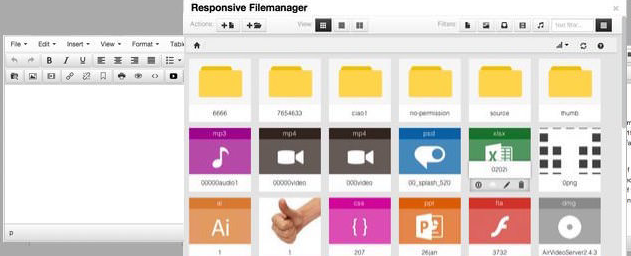 Responsive Filemanager
Actions:
View:
Filters:
text filter...
File Edit Insert View Format Table
B I U
6666 7654633 ciao1 no-permission source thumb
mp3 mp4 mp4 psd xlsx
00000audio1 00000video 000video 00_splash_520 0202i 0png
ai css ppt fla dmg
Ai { }
1 1 207 26jan 3732 AirVideoServer2.4.3
p